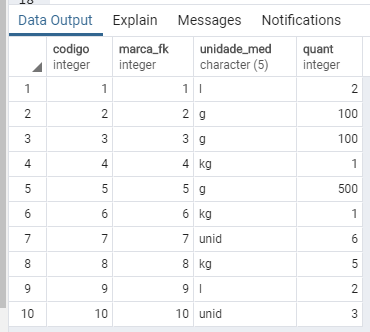 Data Output Explain Messages Notifications
codigo marca_fk unidade_med quant
integer integer character (5) integer
1 1 1 l 2
2 2 2 g 100
3 3 3 g 100
4 4 4 kg 1
5 5 5 g 500
6 6 6 kg 1
7 7 7 unid 6
8 8 8 kg 5
9 9 9 l 2
10 10 10 unid 3